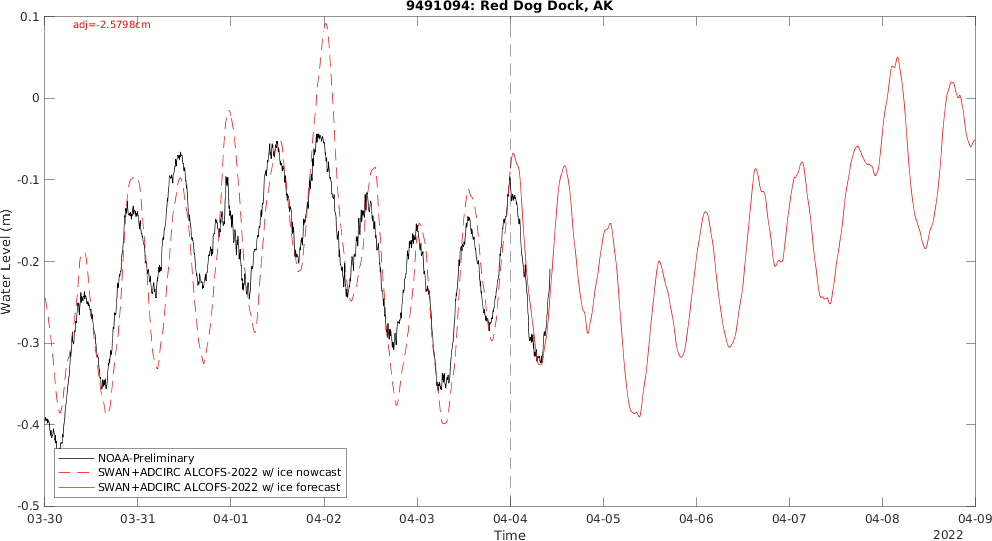 9491094: Red Dog Dock, AK
adj=-2.5798cm
0.1
0
-0.1
-0.2
-0.3
-0.4
-0.5
Water Level (m)
NOAA-Preliminary
SWAN+ADCIRC ALCOFS-2022 w/ ice nowcast
SWAN+ADCIRC ALCOFS-2022 w/ ice forecast
03-30 03-31 04-01 04-02 04-03 04-04 04-05 04-06 04-07 04-08 04-09
Time
2022